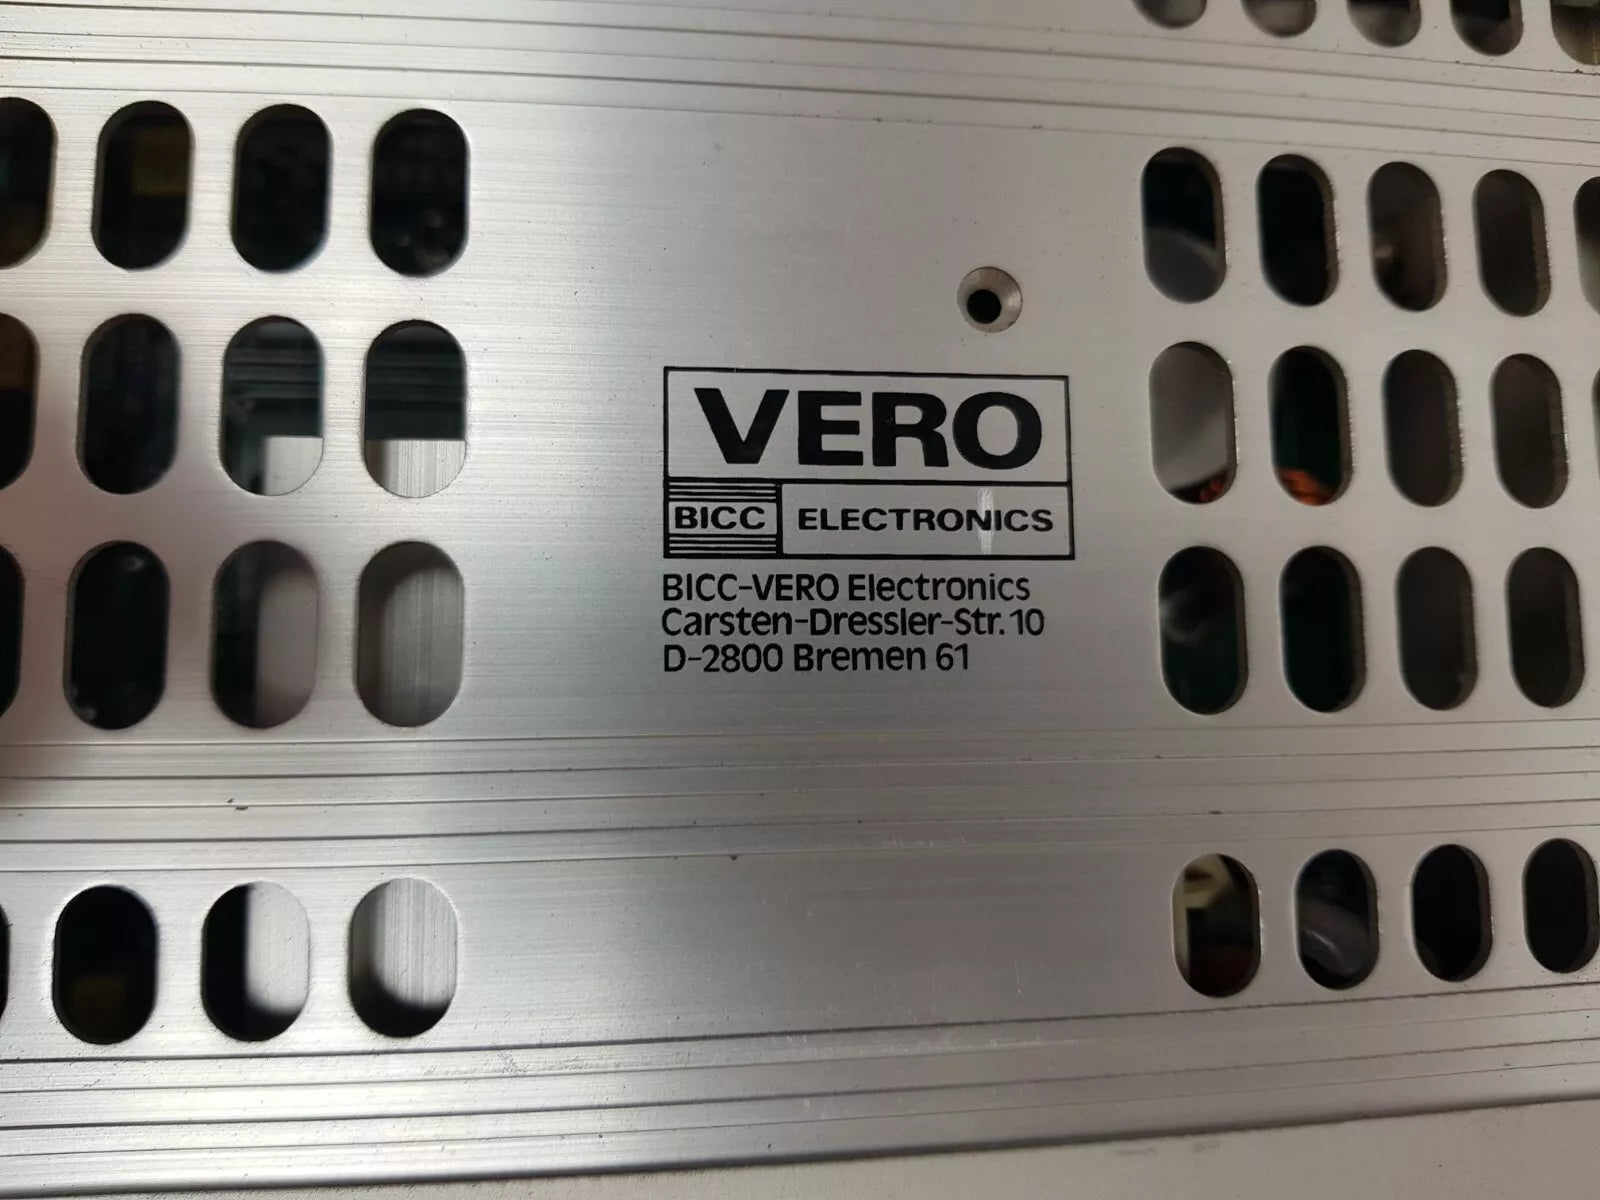 VERO
BICC ELECTRONICS
BICC-VERO Electronics
Carsten-Dressler-Str. 10
D-2800 Bremen 61